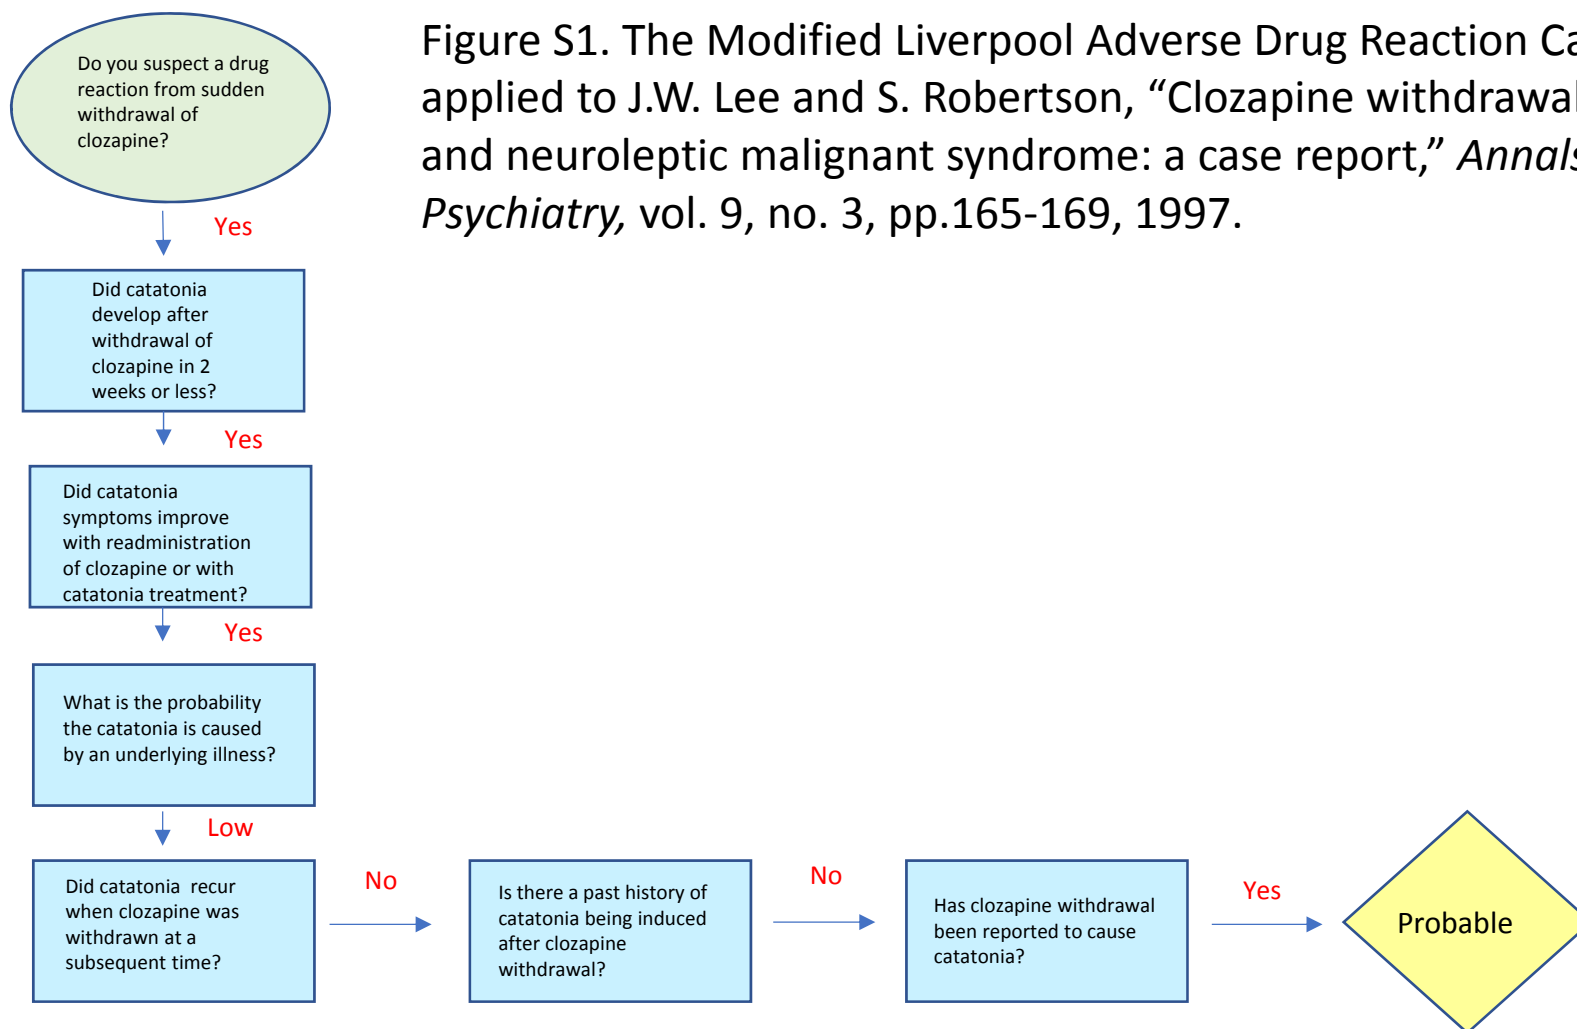 Figure S1. The Modified Liverpool Adverse Drug Reaction
applied to J.W. Lee and S. Robertson, “Clozapine withdrawal
and neuroleptic malignant syndrome: a case report,” Annals
Psychiatry, vol. 9, no. 3, pp.165-169, 1997.
Do you suspect a drug
reaction from sudden
withdrawal of
clozapine?
Yes
Did catatonia
develop after
withdrawal of
clozapine in 2
weeks or less?
Yes
Did catatonia
symptoms improve
with readministration
of clozapine or with
catatonia treatment?
Yes
What is the probability
the catatonia is caused
by an underlying illness?
Low
Did catatonia recur
when clozapine was
withdrawn at a
subsequent time?
No
Is there a past history of
catatonia being induced
after clozapine
withdrawal?
No
Has clozapine withdrawal
been reported to cause
catatonia?
Yes
Probable